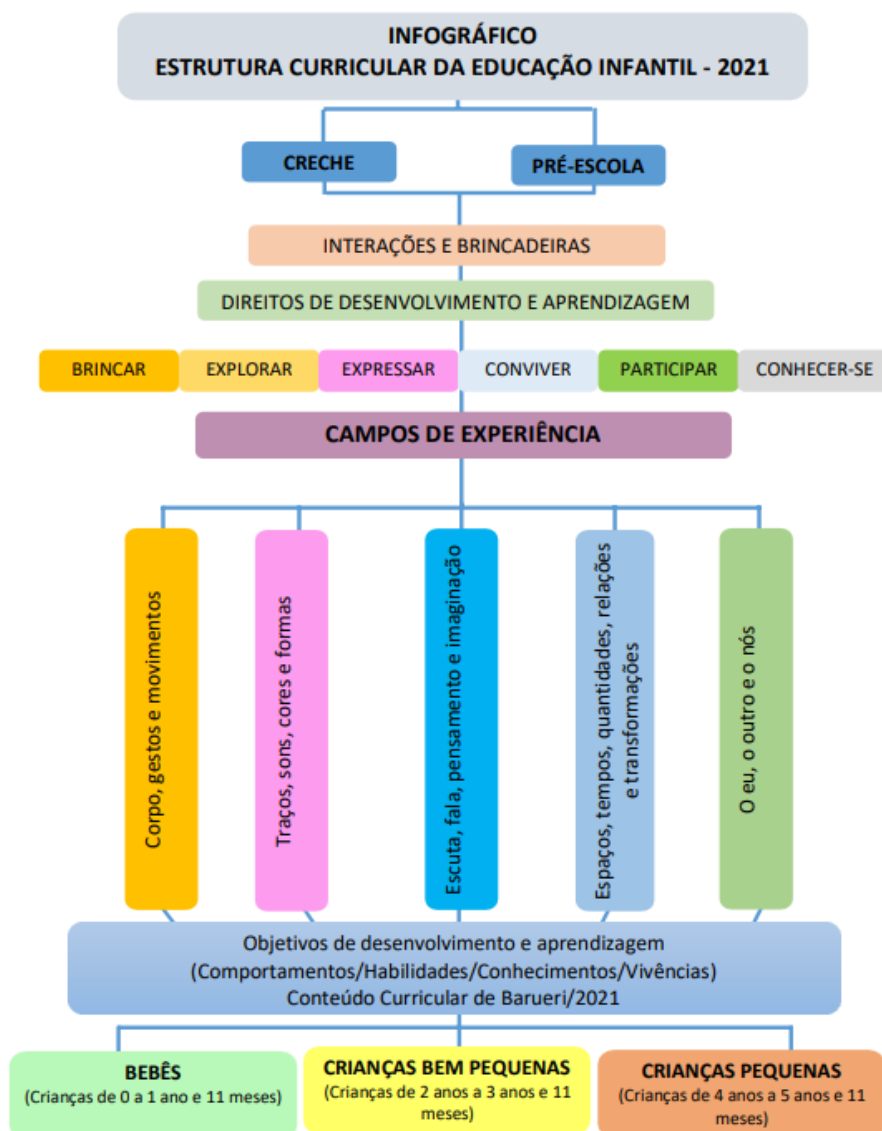 INFOGRÁFICO
ESTRUTURA CURRICULAR DA EDUCAÇÃO INFANTIL - 2021
CRECHE
PRÉ-ESCOLA
INTERAÇÕES E BRINCADEIRAS
DIREITOS DE DESENVOLVIMENTO E APRENDIZAGEM
BRINCAR
EXPLORAR
EXPRESSAR
CONVIVER
PARTICIPAR
CONHECER-SE
CAMPOS DE EXPERIÊNCIA
Corpo, gestos e movimentos
Traços, sons, cores e formas
Escuta, fala, pensamento e imaginação
Espaços, tempos, quantidades, relações
e transformações
O eu, o outro e o nós
Objetivos de desenvolvimento e aprendizagem
(Comportamentos/Habilidades/Conhecimentos/Vivências)
Conteúdo Curricular de Barueri/2021
BEBÊS
(Crianças de 0 a 1 ano e 11 meses)
CRIANÇAS BEM PEQUENAS
(Crianças de 2 anos a 3 anos e 11
meses)
CRIANÇAS PEQUENAS
(Crianças de 4 anos a 5 anos e 11
meses)